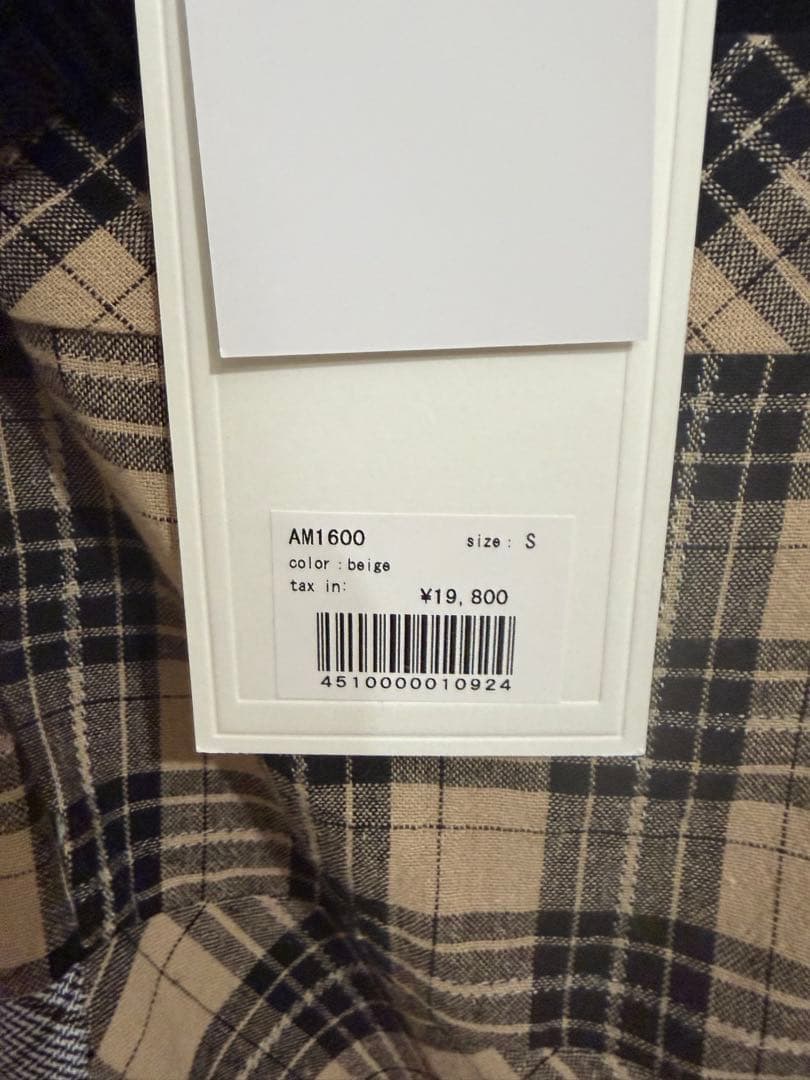 AM1600 size: S
color:beige
tax in:
¥19,800
4510000010924